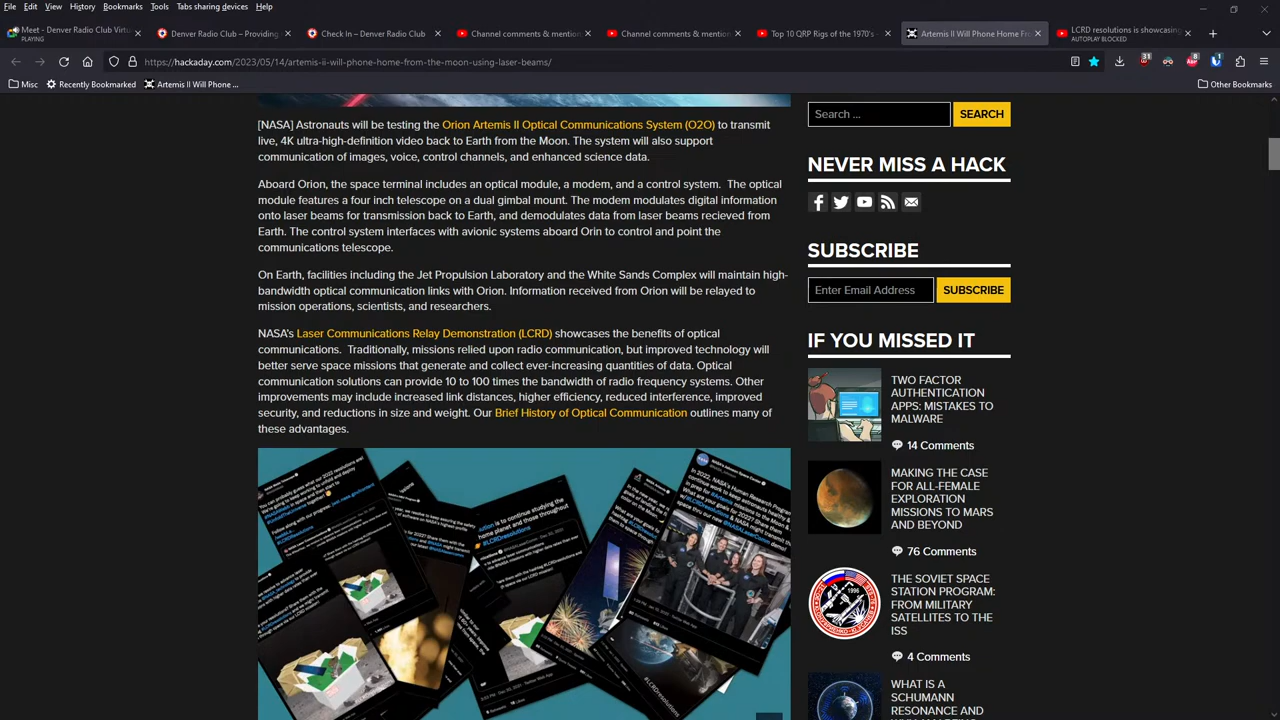 File Edit View History Bookmarks Tools Tabs sharing devices Help
Meet - Denver Radio Club Virtu
PLAYING
Denver Radio Club – Providing
Check In – Denver Radio Club
Channel comments & mention
Channel comments & mention
Top 10 QRP Rigs of the 1970's -
Artemis II Will Phone Home Fr
LCRD resolutions is showcasing
AUTOPLAY BLOCKED
https://hackaday.com/2023/05/14/artemis-ii-will-phone-home-from-the-moon-using-laser-beams/
31
8
Misc Recently Bookmarked Artemis II Will Phone ... Other Bookmarks
[NASA] Astronauts will be testing the Orion Artemis II Optical Communications System (O2O) to transmit
live, 4K ultra-high-definition video back to Earth from the Moon. The system will also support
communication of images, voice, control channels, and enhanced science data.
Aboard Orion, the space terminal includes an optical module, a modem, and a control system. The optical
module features a four inch telescope on a dual gimbal mount. The modem modulates digital information
onto laser beams for transmission back to Earth, and demodulates data from laser beams recieved from
Earth. The control system interfaces with avionic systems aboard Orin to control and point the
communications telescope.
On Earth, facilities including the Jet Propulsion Laboratory and the White Sands Complex will maintain high-
bandwidth optical communication links with Orion. Information received from Orion will be relayed to
mission operations, scientists, and researchers.
NASA's Laser Communications Relay Demonstration (LCRD) showcases the benefits of optical
communications. Traditionally, missions relied upon radio communication, but improved technology will
better serve space missions that generate and collect ever-increasing quantities of data. Optical
communication solutions can provide 10 to 100 times the bandwidth of radio frequency systems. Other
improvements may include increased link distances, higher efficiency, reduced interference, improved
security, and reductions in size and weight. Our Brief History of Optical Communication outlines many of
these advantages.
#LCRDresolutions
#LCRDresolutions
Search ...
SEARCH
NEVER MISS A HACK
SUBSCRIBE
Enter Email Address
SUBSCRIBE
IF YOU MISSED IT
TWO FACTOR
AUTHENTICATION
APPS: MISTAKES TO
MALWARE
14 Comments
MAKING THE CASE
FOR ALL-FEMALE
EXPLORATION
MISSIONS TO MARS
AND BEYOND
76 Comments
1996
THE SOVIET SPACE
STATION PROGRAM:
FROM MILITARY
SATELLITES TO THE
ISS
4 Comments
WHAT IS A
SCHUMANN
RESONANCE AND